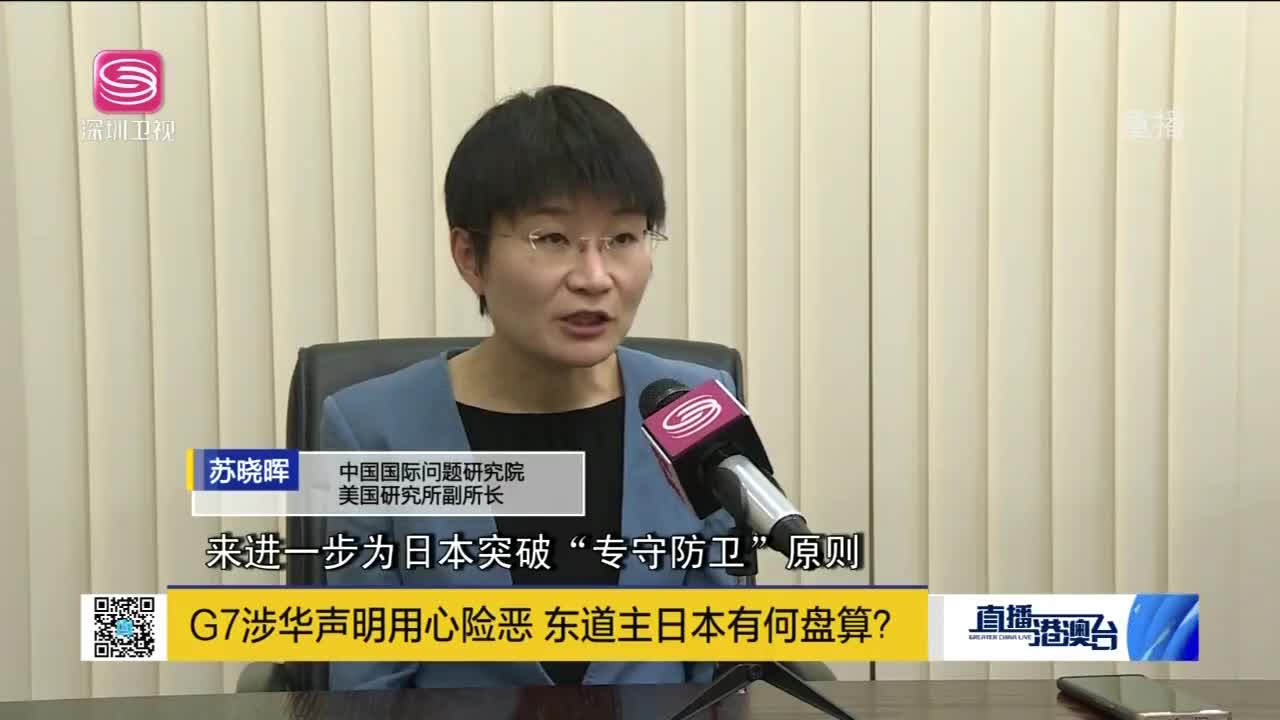 深圳卫视
重播
苏晓晖
中国国际问题研究院
美国研究所副所长
来进一步为日本突破“专守防卫”原则
G7涉华声明用心险恶 东道主日本有何盘算?
直播港澳台
GREATER CHINA LIVE